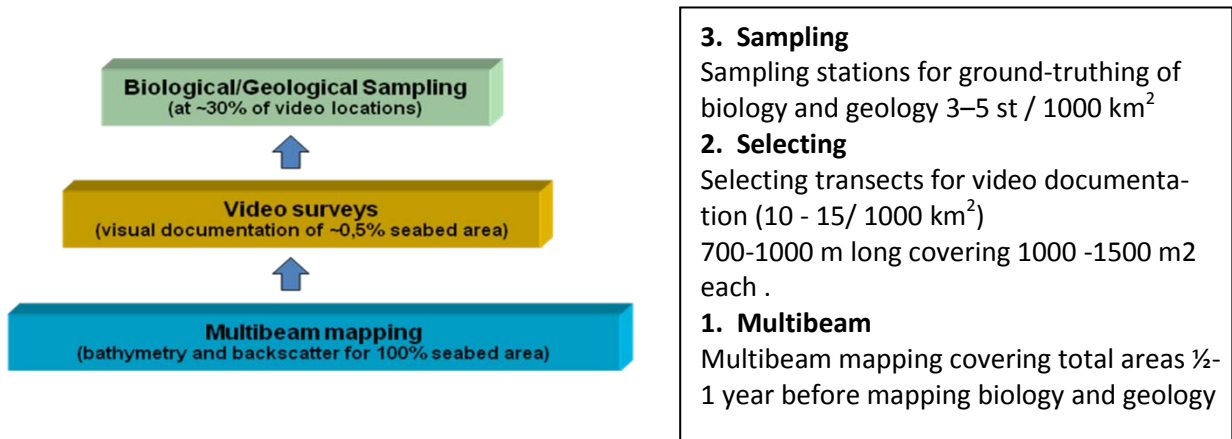 Biological/Geological Sampling
(at ~30% of video locations)
Video surveys
(visual documentation of ~0,5% seabed area)
Multibeam mapping
(bathymetry and backscatter for 100% seabed area)
3. Sampling
Sampling stations for ground-truthing of
biology and geology 3–5 st / 1000 km²
2. Selecting
Selecting transects for video documenta-
tion (10 - 15/ 1000 km²)
700-1000 m long covering 1000 -1500 m2
each .
1. Multibeam
Multibeam mapping covering total areas ½-
1 year before mapping biology and geology